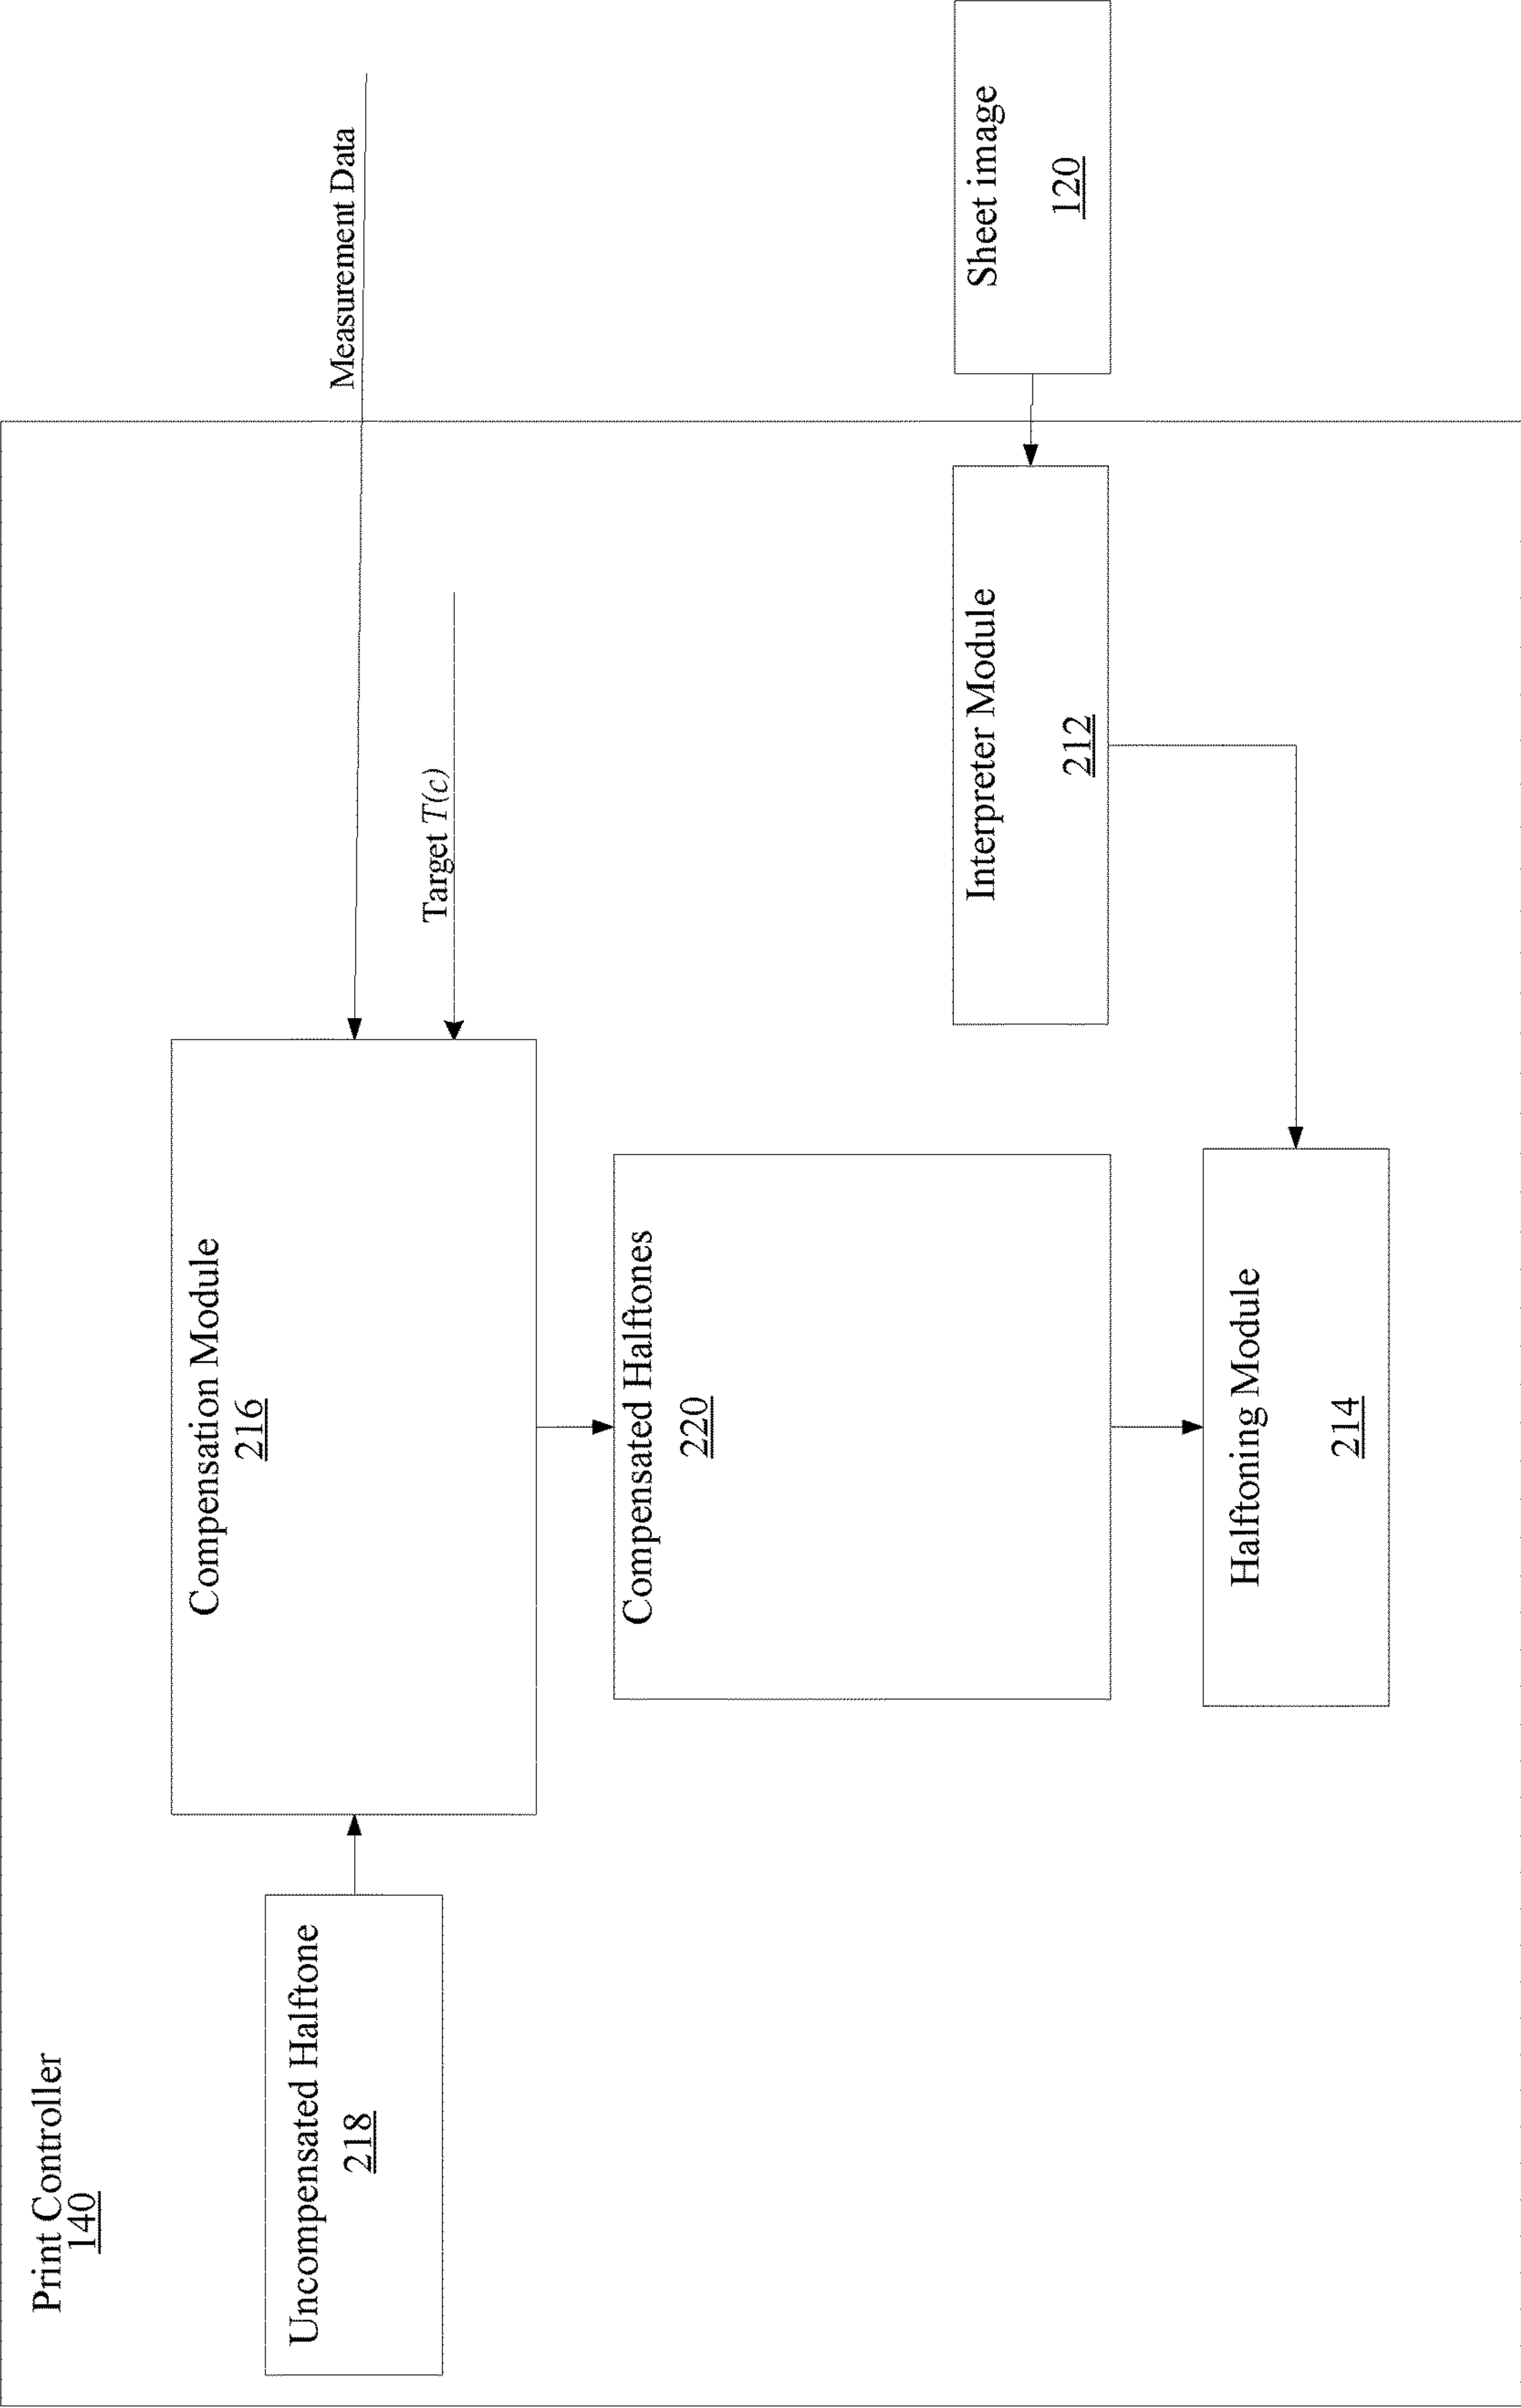 Print Controller
140
Uncompensated Halftone
218
Compensation Module
216
Measurement Data
Target T(c)
Compensated Halftones
220
Interpreter Module
212
Sheet image
120
Halftoning Module
214